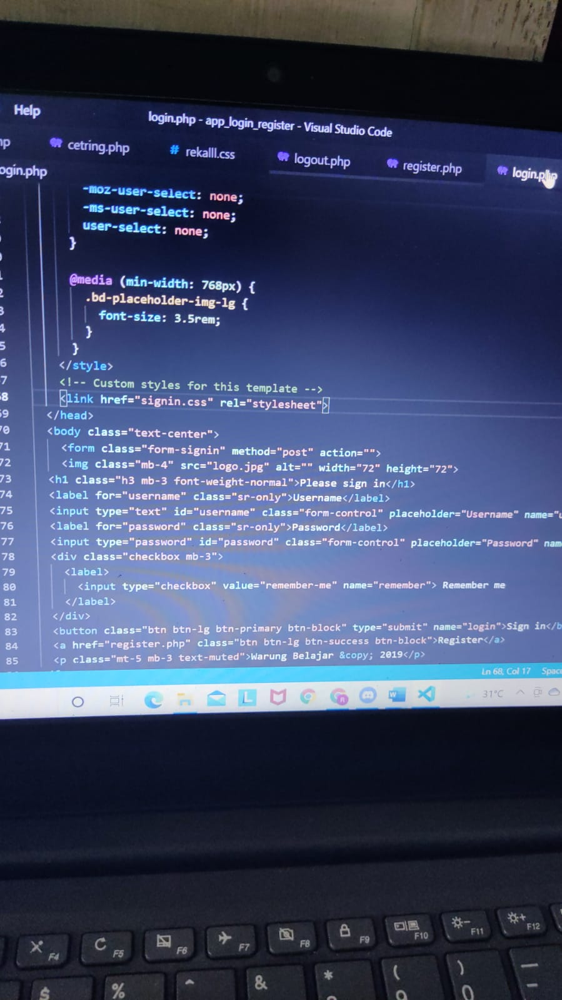 Help
login.php - app_login_register - Visual Studio Code
cetring.php
# rekalll.css
logout.php
register.php
login.php
-moz-user-select: none;
-ms-user-select: none;
user-select: none;
}
@media (min-width: 768px) {
.bd-placeholder-img-lg {
font-size: 3.5rem;
}
}
</style>
<!-- Custom styles for this template -->
<link href="signin.css" rel="stylesheet">
</head>
70 <body class="text-center">
71 <form class="form-signin" method="post" action="">
72 <img class="mb-4" src="logo.jpg" alt="" width="72" height="72">
73 <h1 class="h3 mb-3 font-weight-normal">Please sign in</h1>
74 <label for="username" class="sr-only">Username</label>
75 <input type="text" id="username" class="form-control" placeholder="Username" name="u
76 <label for="password" class="sr-only">Password</label>
77 <input type="password" id="password" class="form-control" placeholder="Password" nam
78 <div class="checkbox mb-3">
79 <label>
80 <input type="checkbox" value="remember-me" name="remember"> Remember me
81 </label>
82 </div>
83 <button class="btn btn-lg btn-primary btn-block" type="submit" name="login">Sign in</b
84 <a href="register.php" class="btn btn-lg btn-success btn-block">Register</a>
85 <p class="mt-5 mb-3 text-muted">Warung Belajar &copy; 2019</p>
Ln 68, Col 17
31°C
F4 F5 F6 F7 F8 F9 F10 F11 F12
$ % ^ & * ( 9 ) 0